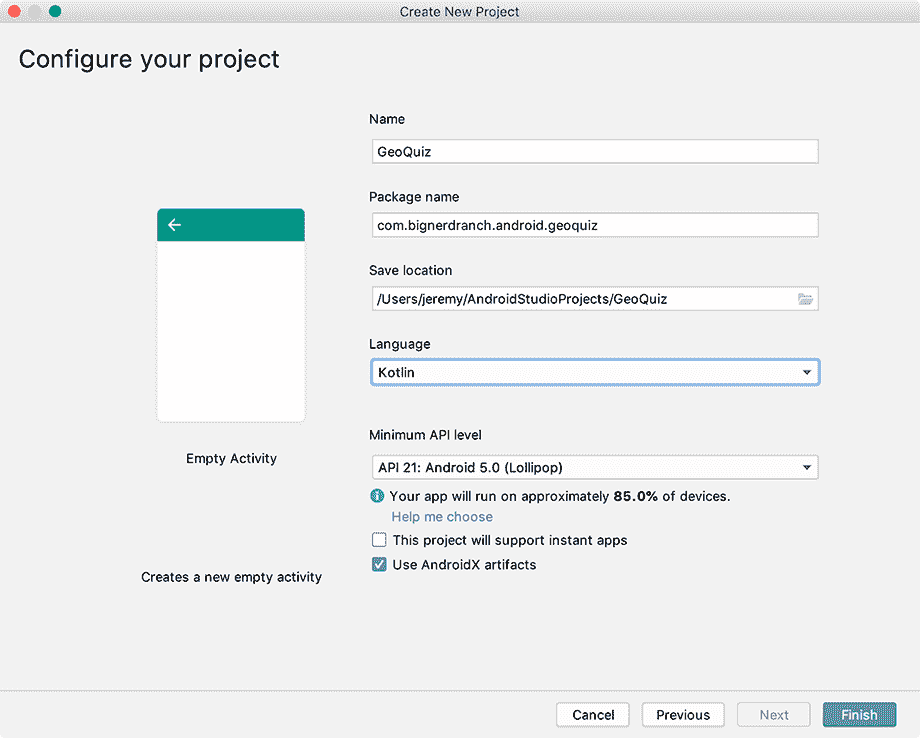 Create New Project
Configure your project
Name
GeoQuiz
Package name
com.bignerdranch.android.geoquiz
Save location
/Users/jeremy/AndroidStudioProjects/GeoQuiz
Language
Kotlin
Minimum API level
API 21: Android 5.0 (Lollipop)
Your app will run on approximately 85.0% of devices.
Help me choose
This project will support instant apps
Use AndroidX artifacts
Empty Activity
Creates a new empty activity
Cancel Previous Next Finish